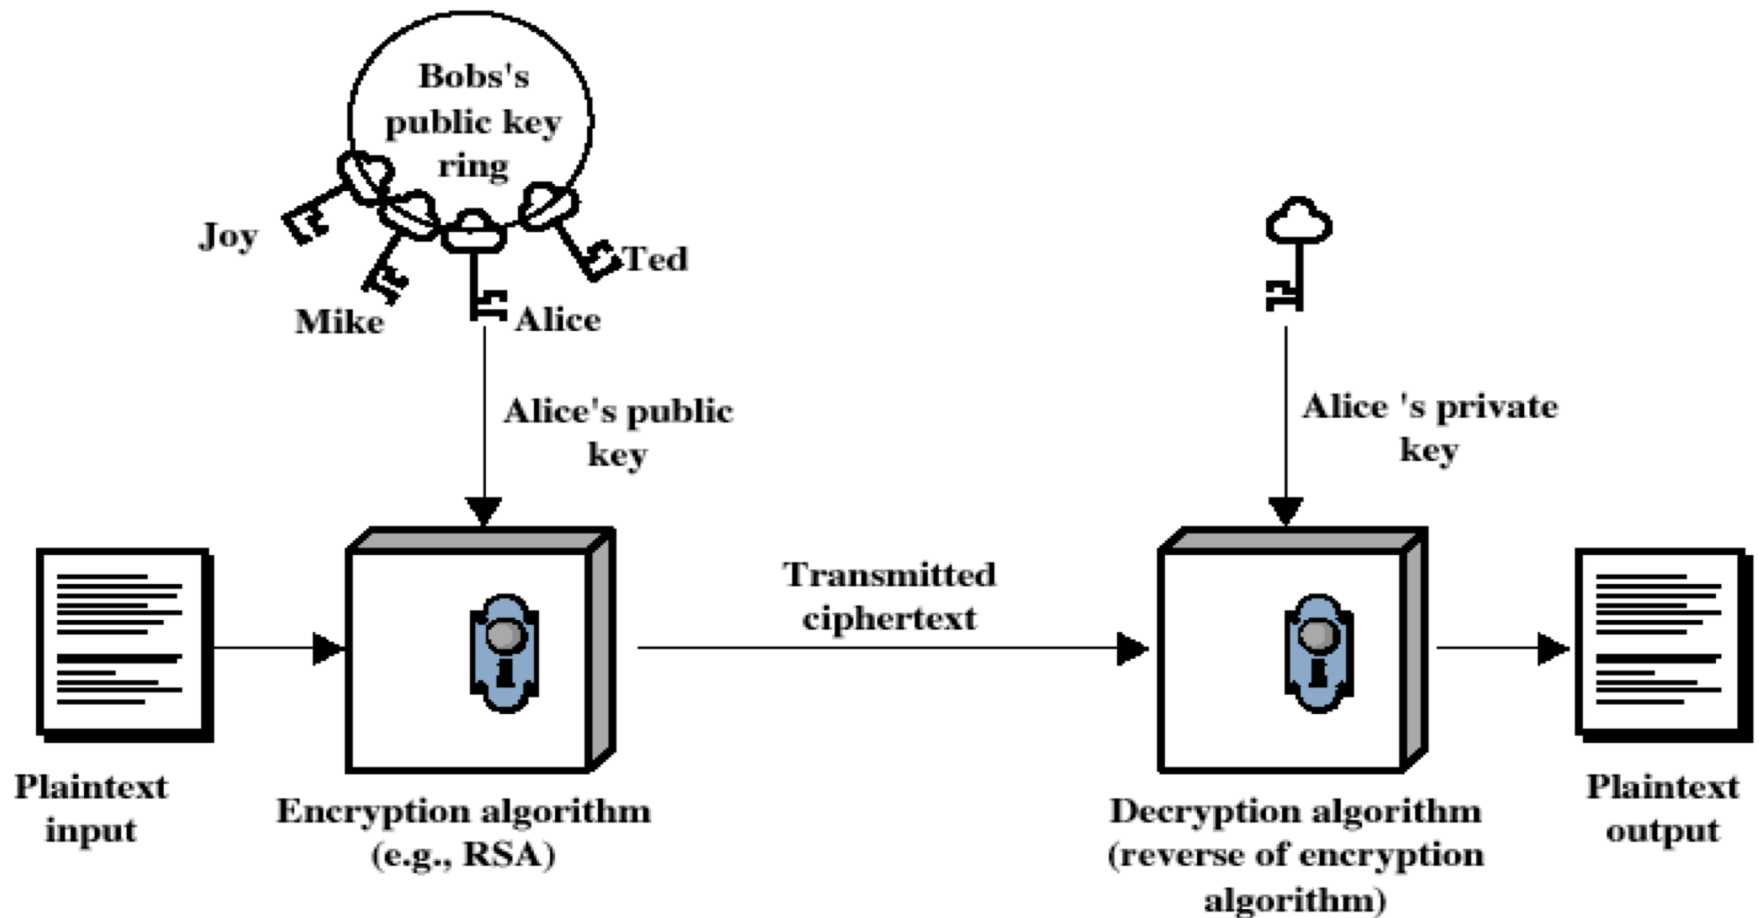 Bobs's
public key
ring
Joy
Ted
Mike
Alice
Alice's public
key
Alice 's private
key
Transmitted
ciphertext
Plaintext
input
Encryption algorithm
(e.g., RSA)
Decryption algorithm
(reverse of encryption
algorithm)
Plaintext
output